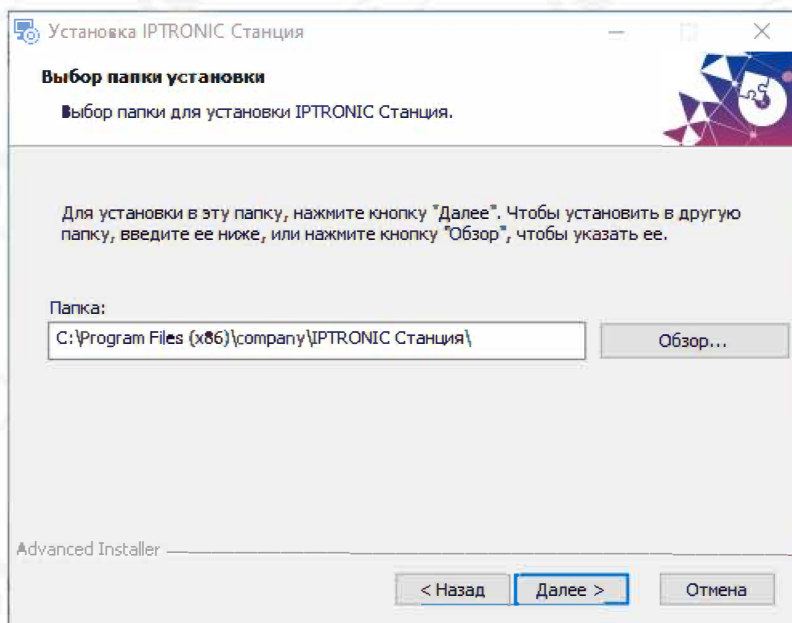 Установка IPTRONIC Станция
Выбор папки установки
Выбор папки для установки IPTRONIC Станция.
Для установки в эту папку, нажмите кнопку "Далее". Чтобы установить в другую
папку, введите ее ниже, или нажмите кнопку "Обзор", чтобы указать ее.
Папка:
C:\Program Files (x86)\company\IPTRONIC Станция\
Обзор...
Advanced Installer
< Назад
Далее >
Отмена